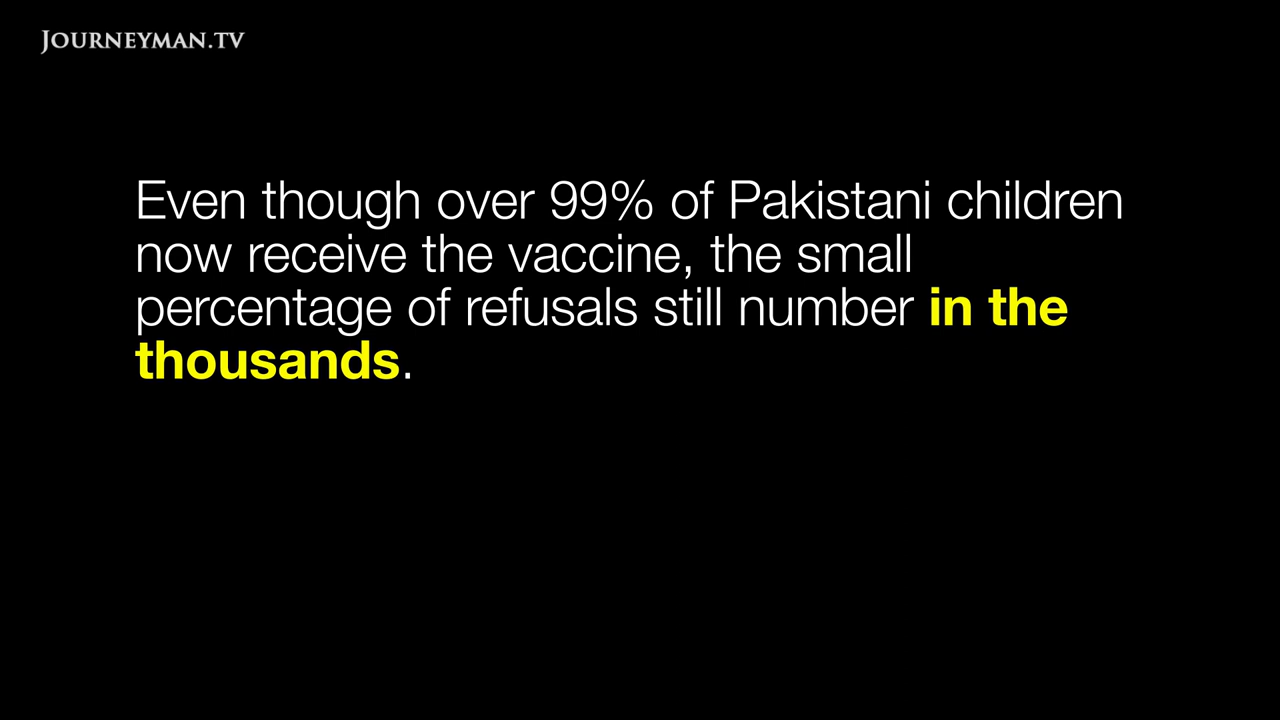 JOURNEYMAN.TV
Even though over 99% of Pakistani children
now receive the vaccine, the small
percentage of refusals still number in the
thousands.